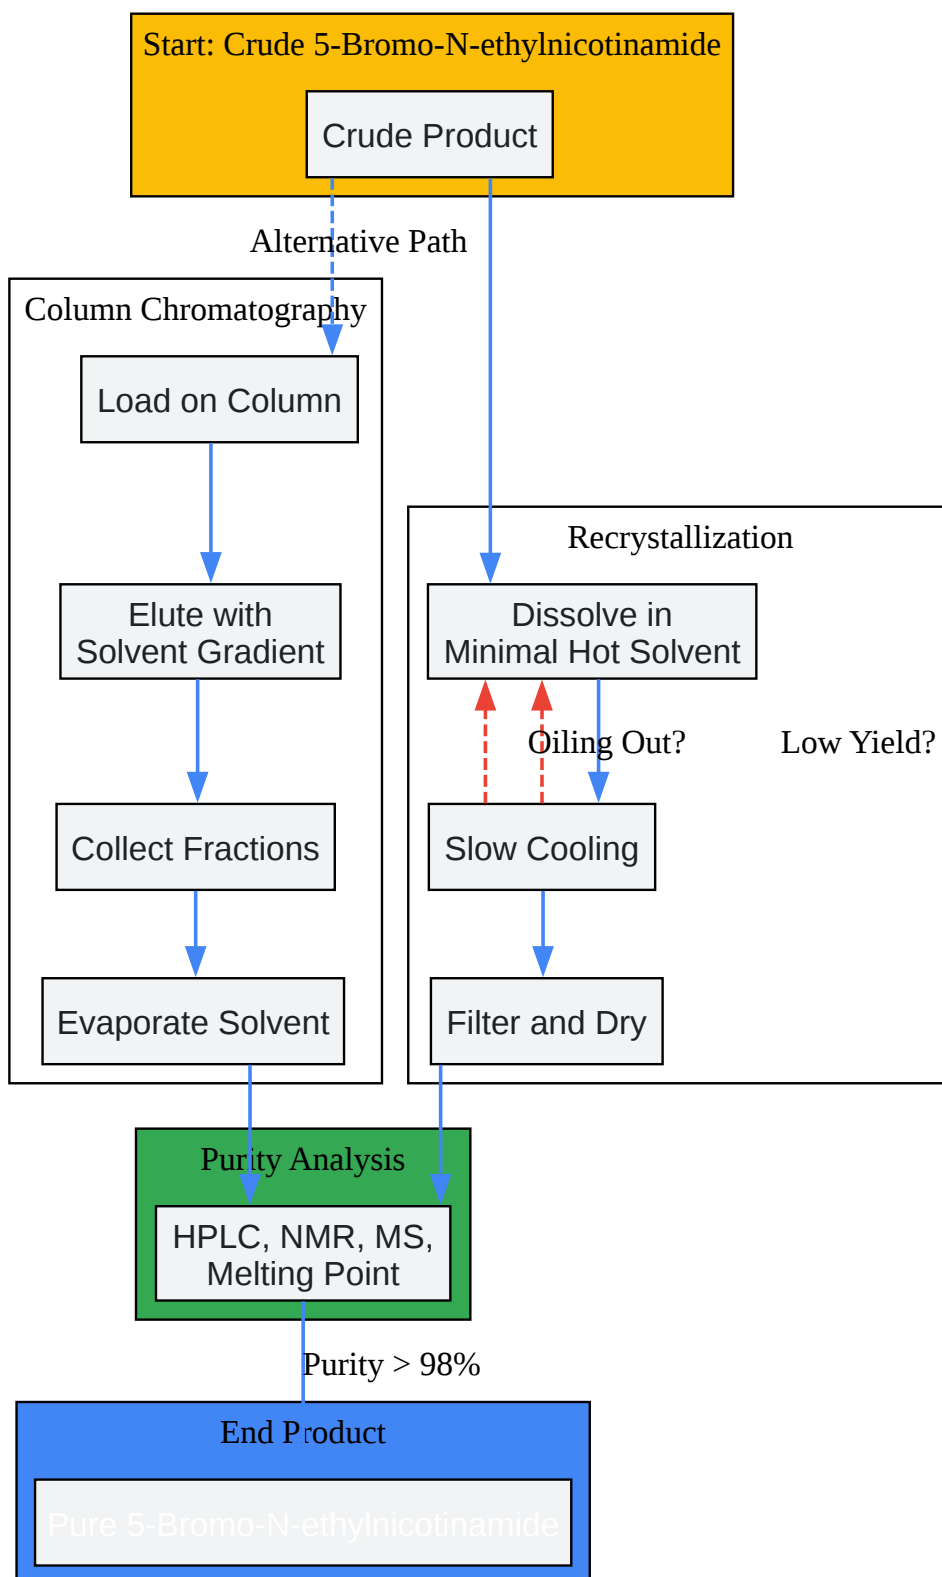 Start: Crude 5-Bromo-N-ethylnicotinamide
Crude Product
Alternative Path
Column Chromatography
Load on Column
Elute with
Solvent Gradient
Collect Fractions
Evaporate Solvent
Recrystallization
Dissolve in
Minimal Hot Solvent
Oiling Out?
Low Yield?
Slow Cooling
Filter and Dry
Purity Analysis
HPLC, NMR, MS,
Melting Point
Purity > 98%
End Product
Pure 5-Bromo-N-ethylnicotinamide